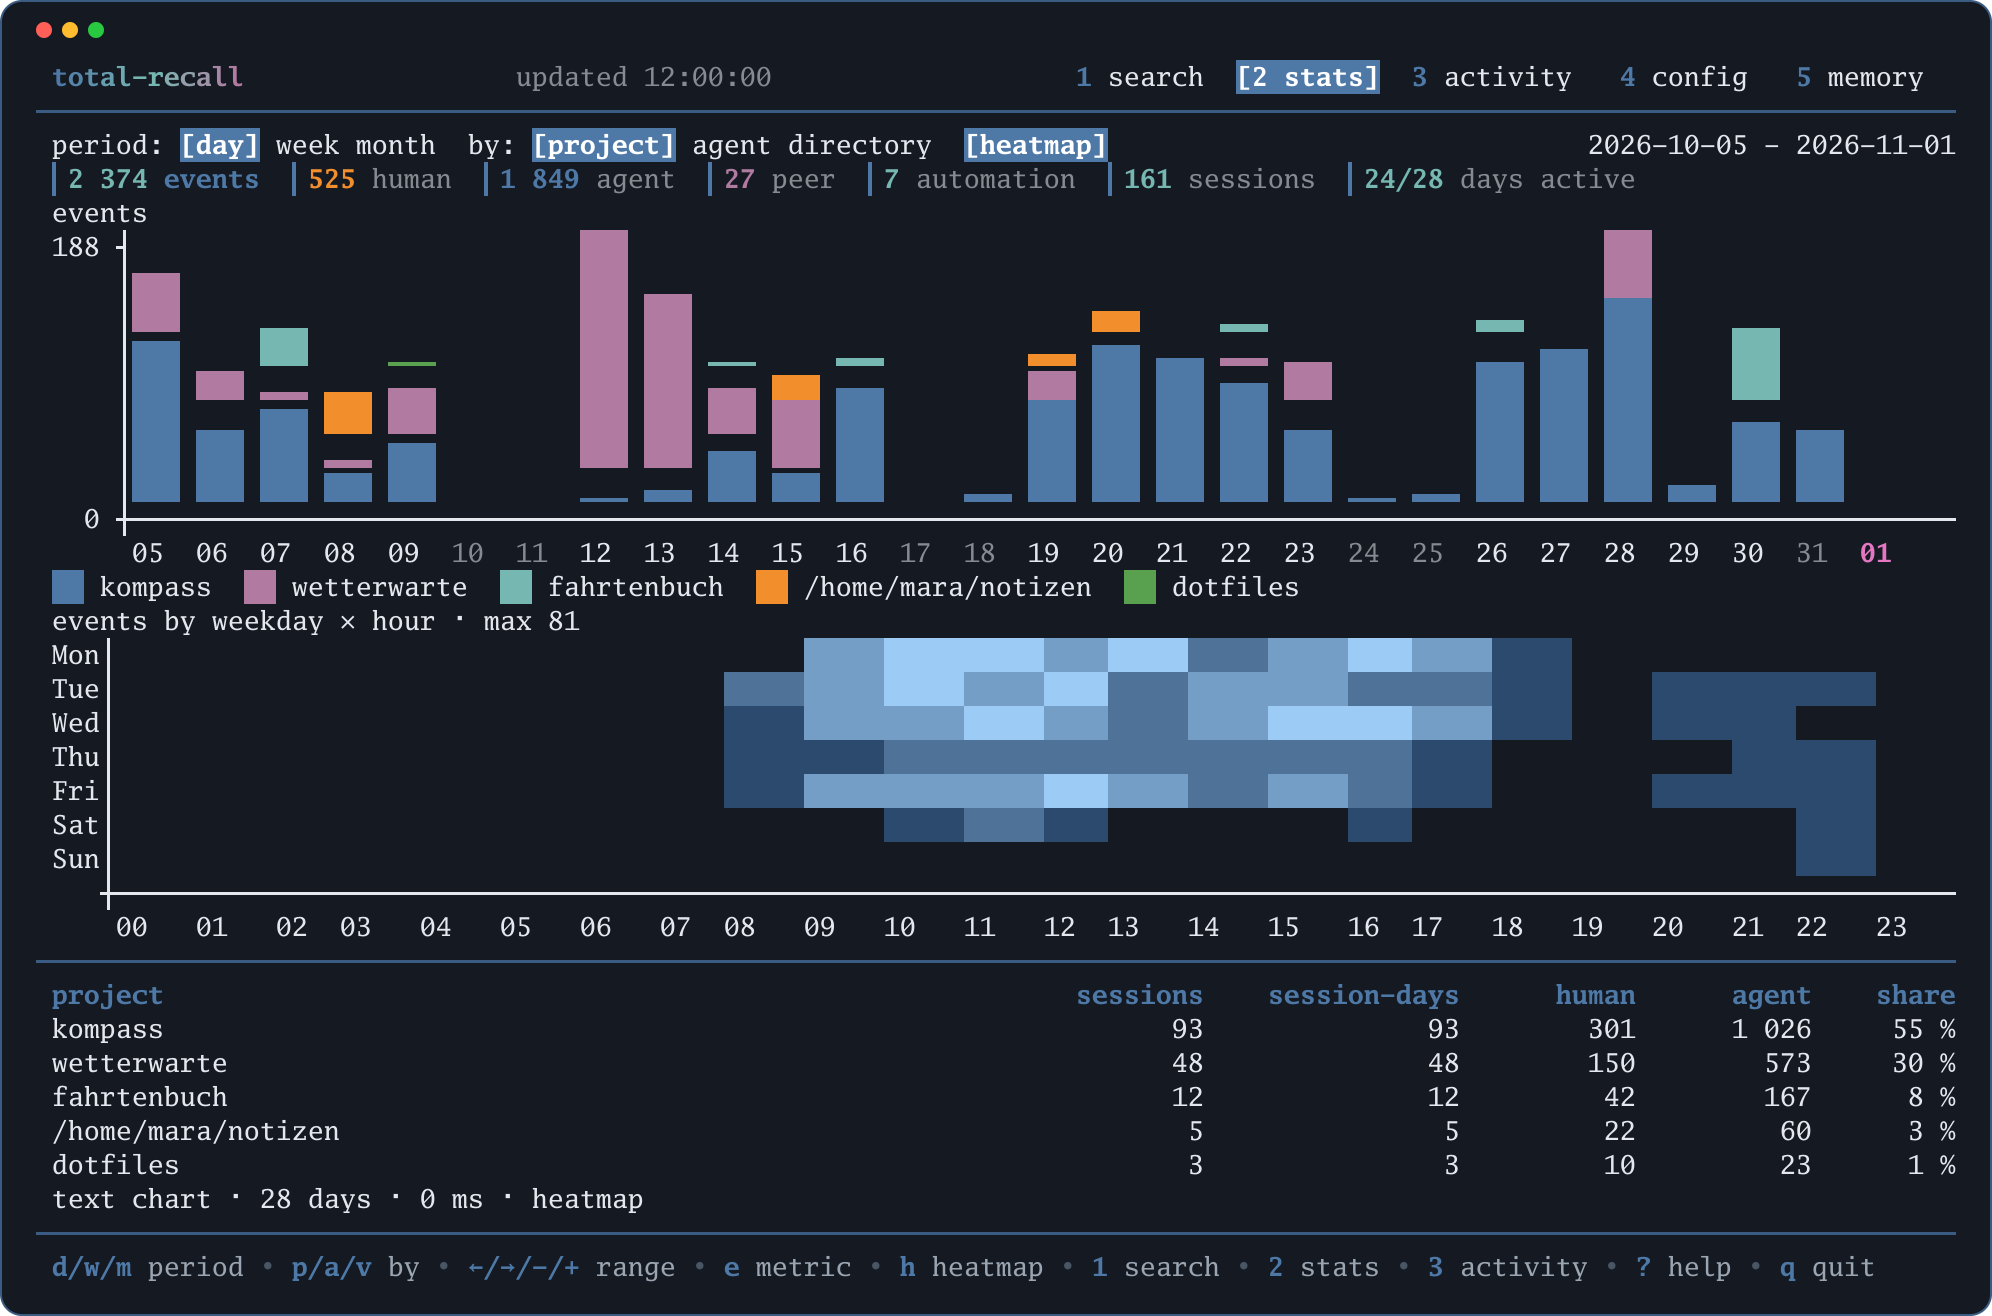 total-recall updated 12:00:00 1 search [2 stats] 3 activity 4 config 5 memory
period: [day] week month by: [project] agent directory [heatmap] 2026-10-05 – 2026-11-01
2 374 events 525 human 1 849 agent 27 peer 7 automation 161 sessions 24/28 days active
events
188
0
05 06 07 08 09 10 11 12 13 14 15 16 17 18 19 20 21 22 23 24 25 26 27 28 29 30 31 01
kompass wetterwarte fahrtenbuch /home/mara/notizen dotfiles
events by weekday × hour · max 81
Mon
Tue
Wed
Thu
Fri
Sat
Sun
00 01 02 03 04 05 06 07 08 09 10 11 12 13 14 15 16 17 18 19 20 21 22 23
project sessions session-days human agent share
kompass 93 93 301 1 026 55 %
wetterwarte 48 48 150 573 30 %
fahrtenbuch 12 12 42 167 8 %
/home/mara/notizen 5 5 22 60 3 %
dotfiles 3 3 10 23 1 %
text chart · 28 days · 0 ms · heatmap
d/w/m period • p/a/v by • ←/→/-/+ range • e metric • h heatmap • 1 search • 2 stats • 3 activity • ? help • q quit